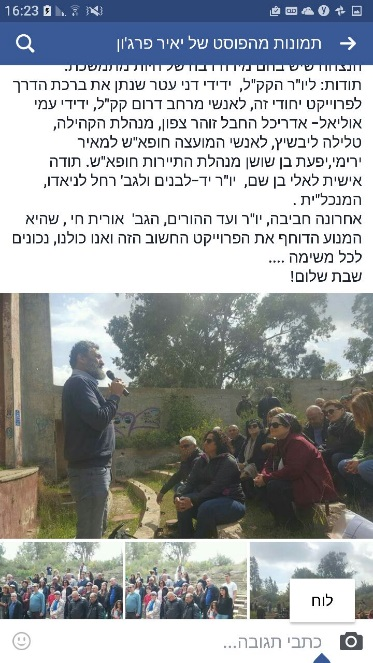 16:23
תמונות מהפוסט של יאיר פרג'ון
תודות: ליו"ר הקק"ל, ידידי דני עטר שנתן את ברכת הדרך
לפרוייקט יחודי זה, לאנשי מרחב דרום קק"ל, ידידי עמי
אוליאל- אדריכל החבל זוהר צפון, מנהלת הקהילה,
טלילה ליבשיץ, לאנשי המועצה חופא"ש למאיר
ירימי,יפעת בן שושן מנהלת התיירות חופא"ש. תודה
אישית לאלי בן שם, יו"ר יד-לבנים ולגב' רחל לניאדו,
המנכל"ית .
אחרונה חביבה, יו"ר ועד ההורים, הגב' אורית חי , שהיא
המנוע הדוחף את הפרוייקט החשוב הזה ואנו כולנו, נכונים
לכל משימה ....
שבת שלום!
לוח
כתבי תגובה...